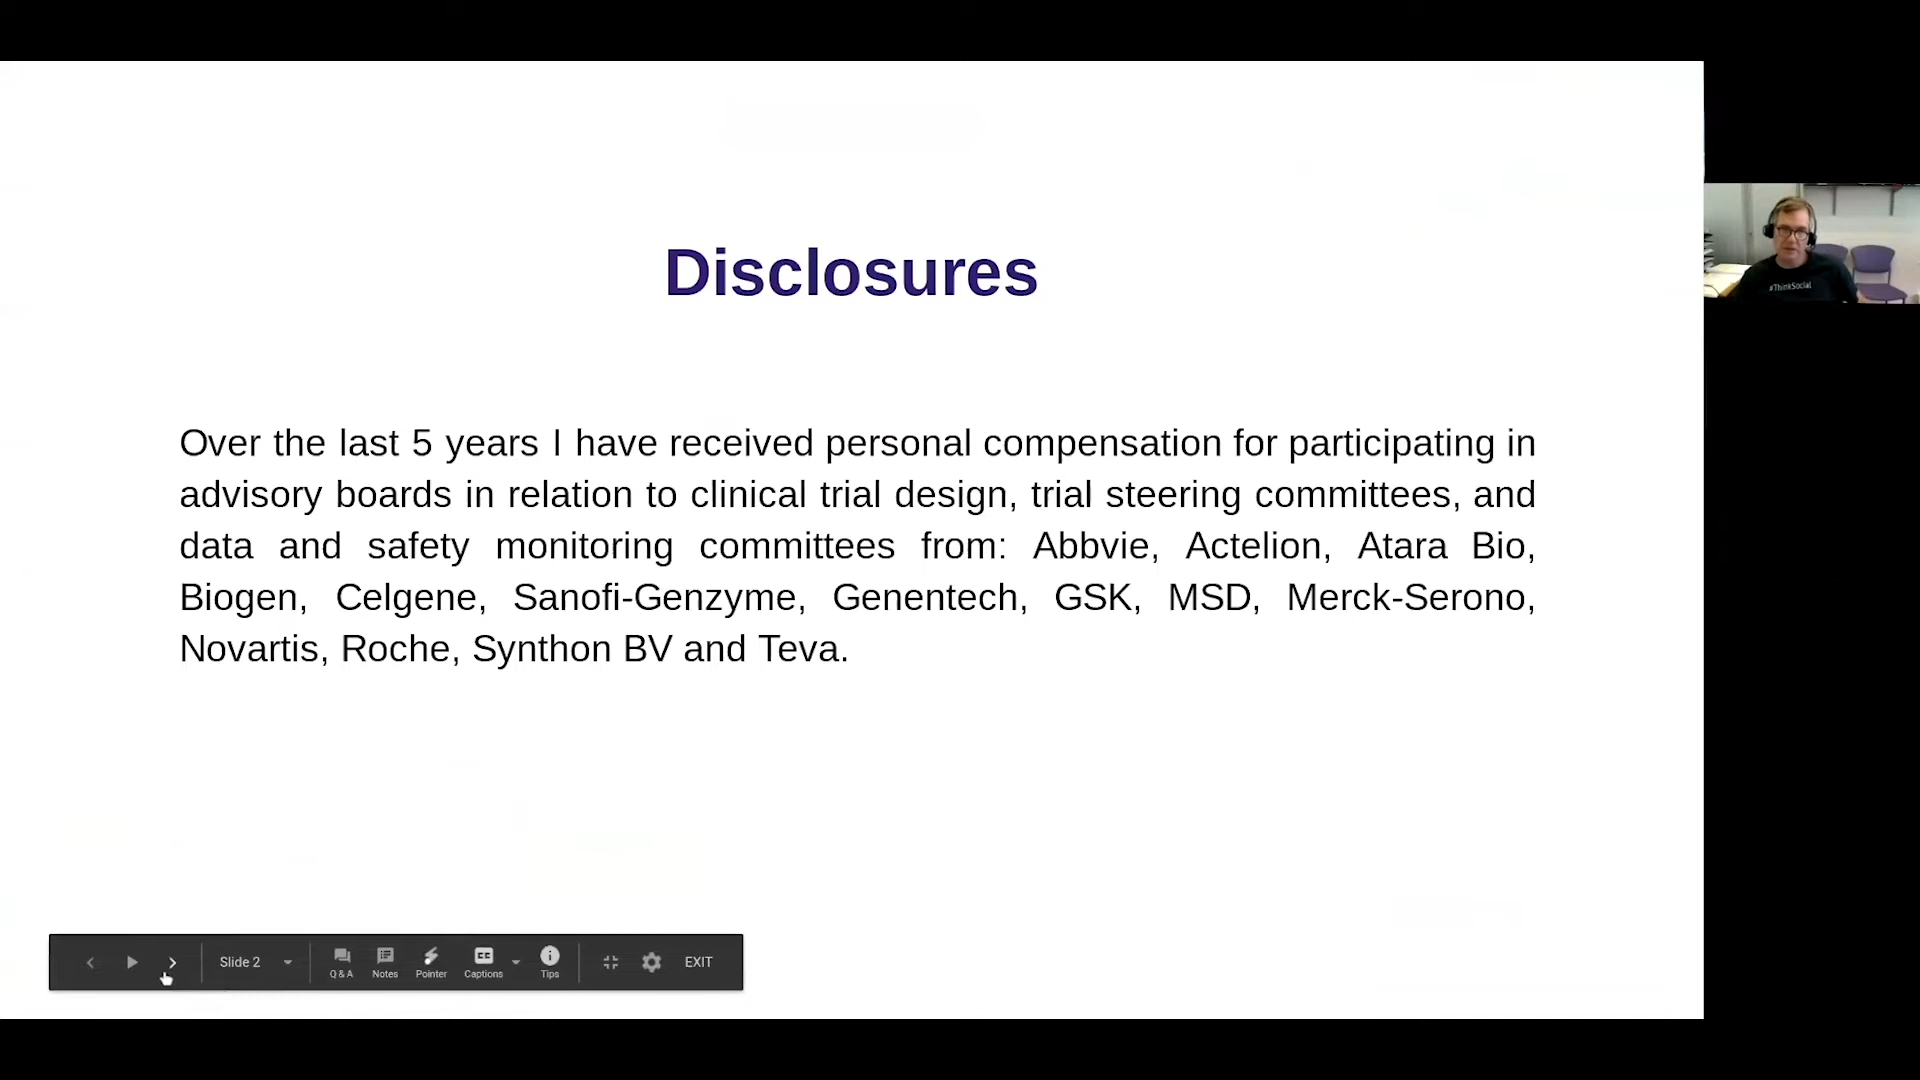 Disclosures
Over the last 5 years I have received personal compensation for participating in
advisory boards in relation to clinical trial design, trial steering committees, and
data and safety monitoring committees from: Abbvie, Actelion, Atara Bio,
Biogen, Celgene, Sanofi-Genzyme, Genentech, GSK, MSD, Merck-Serono,
Novartis, Roche, Synthon BV and Teva.
#ThinkSocial
Slide 2 Q & A Notes Pointer Captions Tips EXIT